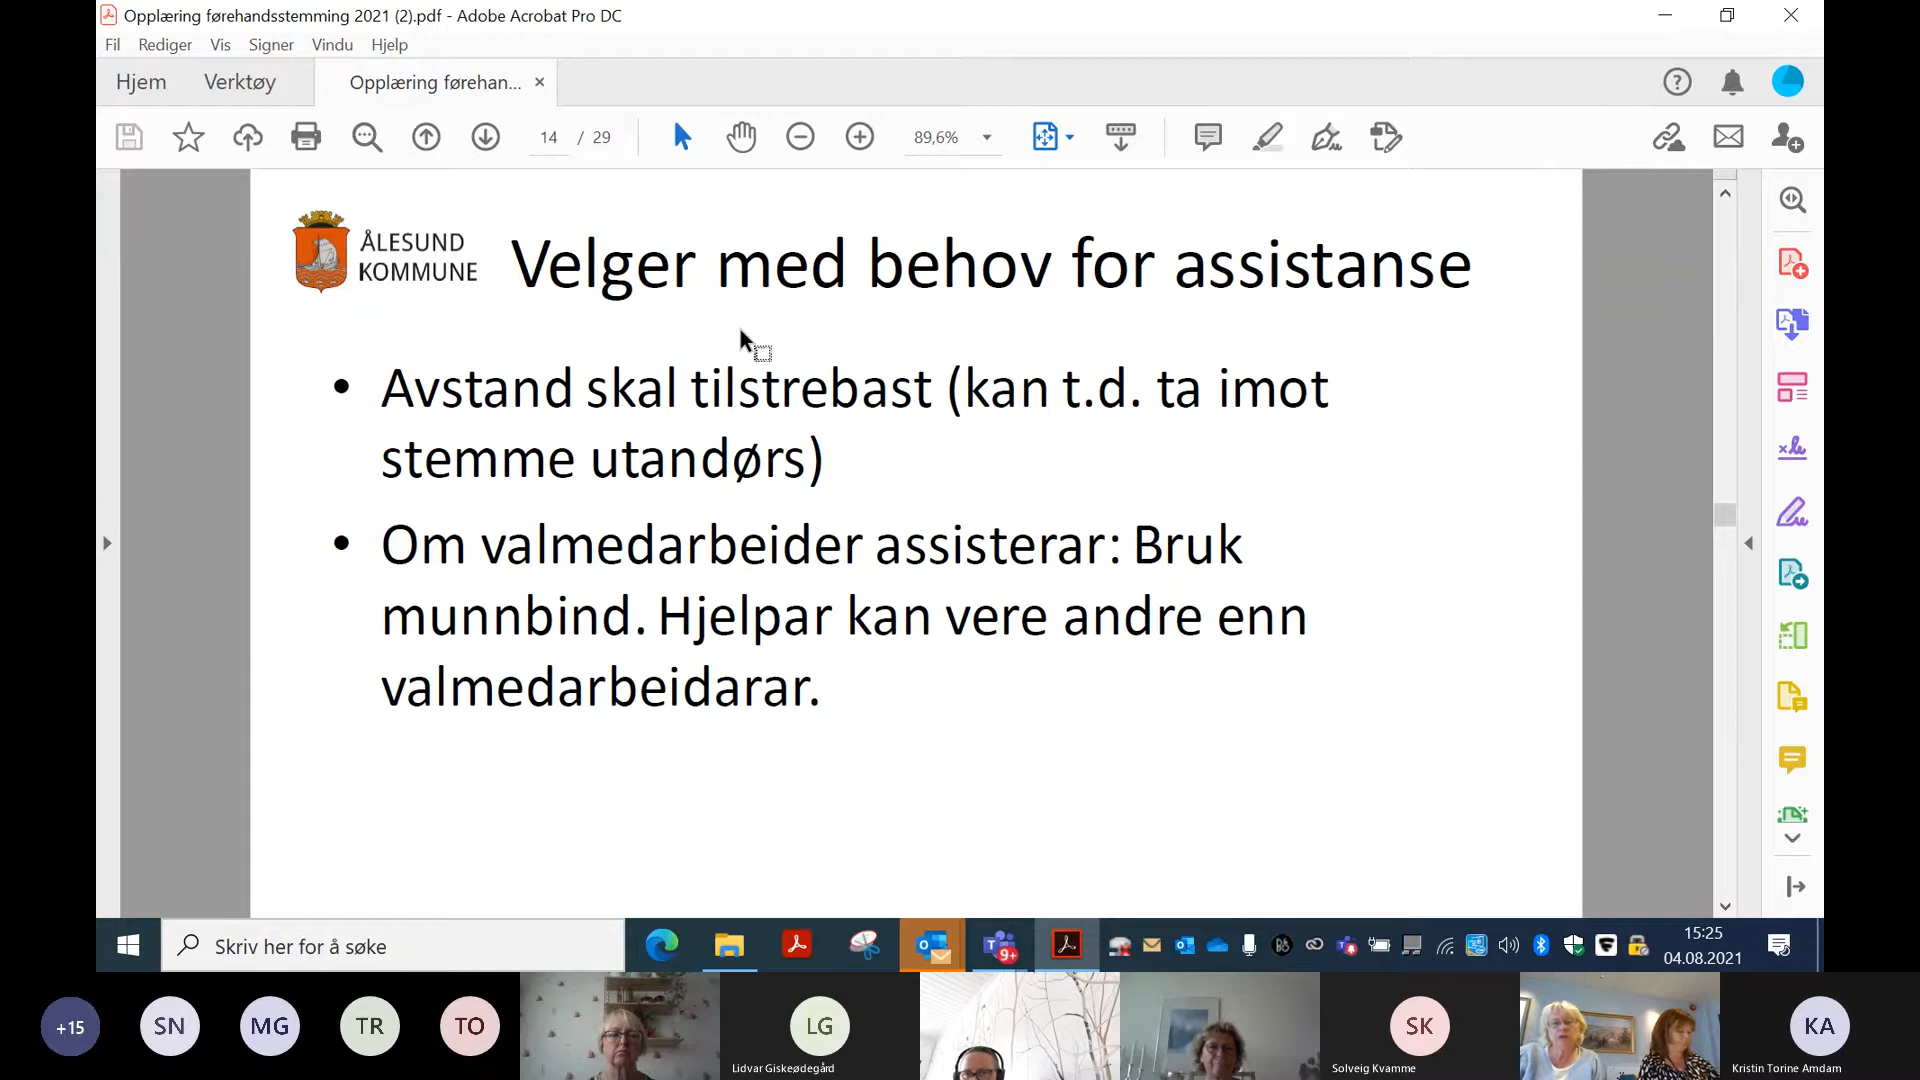 Opplæring førehandsstemming 2021 (2).pdf - Adobe Acrobat Pro DC
Fil Rediger Vis Signer Vindu Hjelp
Hjem Verktøy Opplæring førehan... ×
14 / 29 89,6%
ÅLESUND
KOMMUNE
Velger med behov for assistanse
• Avstand skal tilstrebast (kan t.d. ta imot
stemme utandørs)
• Om valmedarbeider assisterar: Bruk
munnbind. Hjelpar kan vere andre enn
valmedarbeidarar.
Skriv her for å søke
9+
15:25
04.08.2021
+15 SN MG TR TO LG SK KA
Lidvar Giskeødegård Solveig Kvamme Kristin Torine Amdam